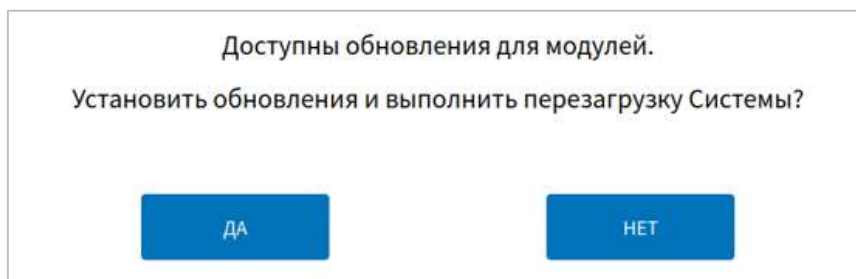 Доступны обновления для модулей.
Установить обновления и выполнить перезагрузку Системы?
ДА
НЕТ